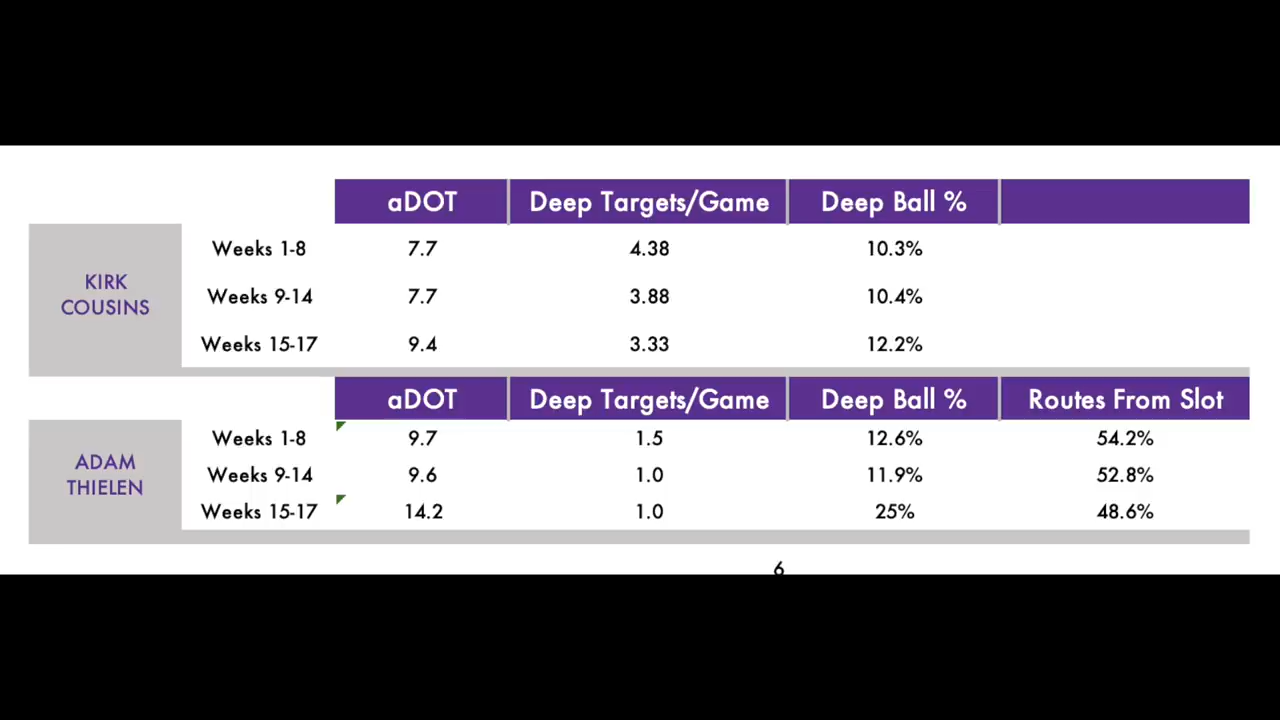 aDOT Deep Targets/Game Deep Ball %
KIRK
COUSINS
Weeks 1-8 7.7 4.38 10.3%
Weeks 9-14 7.7 3.88 10.4%
Weeks 15-17 9.4 3.33 12.2%
aDOT Deep Targets/Game Deep Ball % Routes From Slot
ADAM
THIELEN
Weeks 1-8 9.7 1.5 12.6% 54.2%
Weeks 9-14 9.6 1.0 11.9% 52.8%
Weeks 15-17 14.2 1.0 25% 48.6%
6